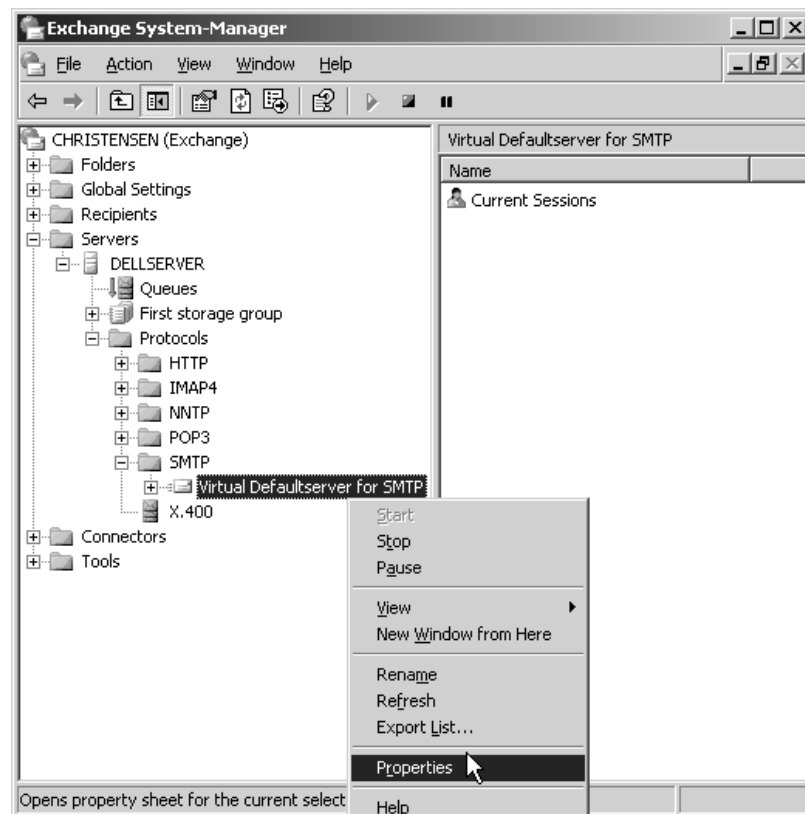 Exchange System-Manager
File Action View Window Help
CHRISTENSEN (Exchange)
Folders
Global Settings
Recipients
Servers
DELLSERVER
Queues
First storage group
Protocols
HTTP
IMAP4
NNTP
POP3
SMTP
Virtual Defaultserver for SMTP
X.400
Connectors
Tools
Virtual Defaultserver for SMTP
Name
Current Sessions
Start
Stop
Pause
View
New Window from Here
Rename
Refresh
Export List...
Properties
Help
Opens property sheet for the current select